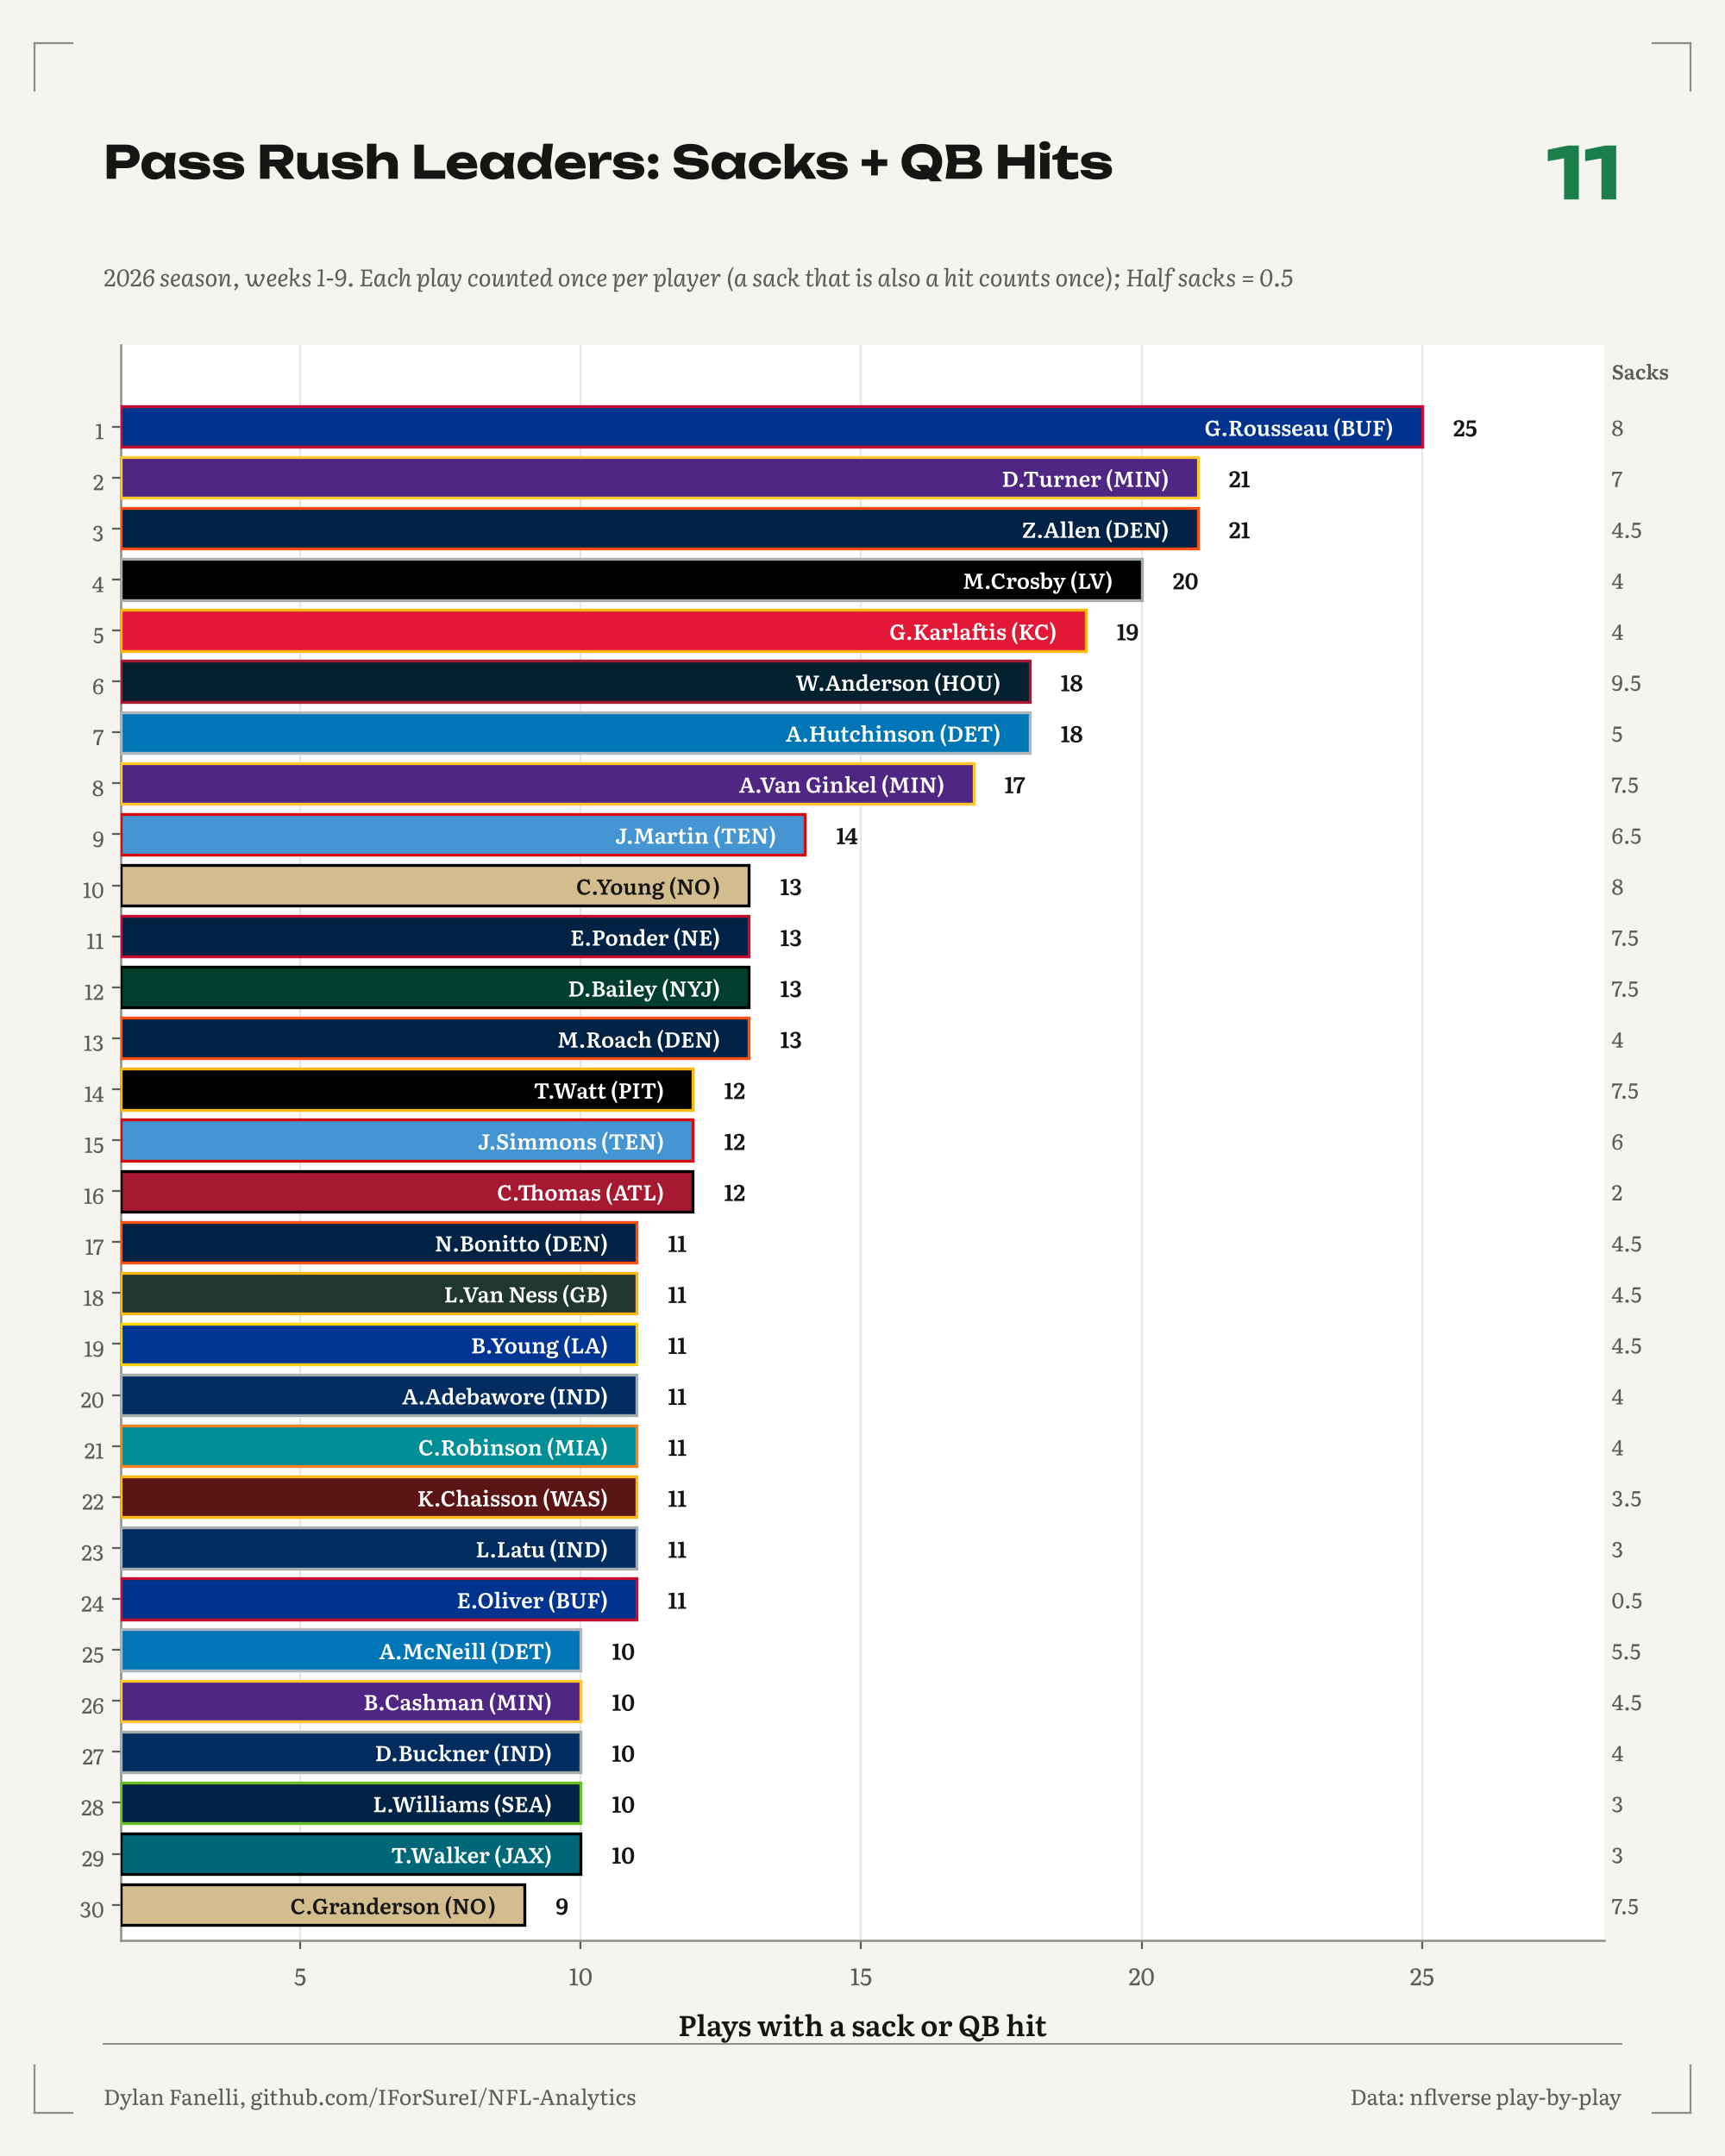 Pass Rush Leaders: Sacks + QB Hits
11
2026 season, weeks 1-9. Each play counted once per player (a sack that is also a hit counts once); Half sacks = 0.5
Sacks
1 G.Rousseau (BUF) 25 8
2 D.Turner (MIN) 21 7
3 Z.Allen (DEN) 21 4.5
4 M.Crosby (LV) 20 4
5 G.Karlaftis (KC) 19 4
6 W.Anderson (HOU) 18 9.5
7 A.Hutchinson (DET) 18 5
8 A.Van Ginkel (MIN) 17 7.5
9 J.Martin (TEN) 14 6.5
10 C.Young (NO) 13 8
11 E.Ponder (NE) 13 7.5
12 D.Bailey (NYJ) 13 7.5
13 M.Roach (DEN) 13 4
14 T.Watt (PIT) 12 7.5
15 J.Simmons (TEN) 12 6
16 C.Thomas (ATL) 12 2
17 N.Bonitto (DEN) 11 4.5
18 L.Van Ness (GB) 11 4.5
19 B.Young (LA) 11 4.5
20 A.Adebawore (IND) 11 4
21 C.Robinson (MIA) 11 4
22 K.Chaisson (WAS) 11 3.5
23 L.Latu (IND) 11 3
24 E.Oliver (BUF) 11 0.5
25 A.McNeill (DET) 10 5.5
26 B.Cashman (MIN) 10 4.5
27 D.Buckner (IND) 10 4
28 L.Williams (SEA) 10 3
29 T.Walker (JAX) 10 3
30 C.Granderson (NO) 9 7.5
5 10 15 20 25
Plays with a sack or QB hit
Dylan Fanelli, github.com/IForSureI/NFL-Analytics
Data: nflverse play-by-play